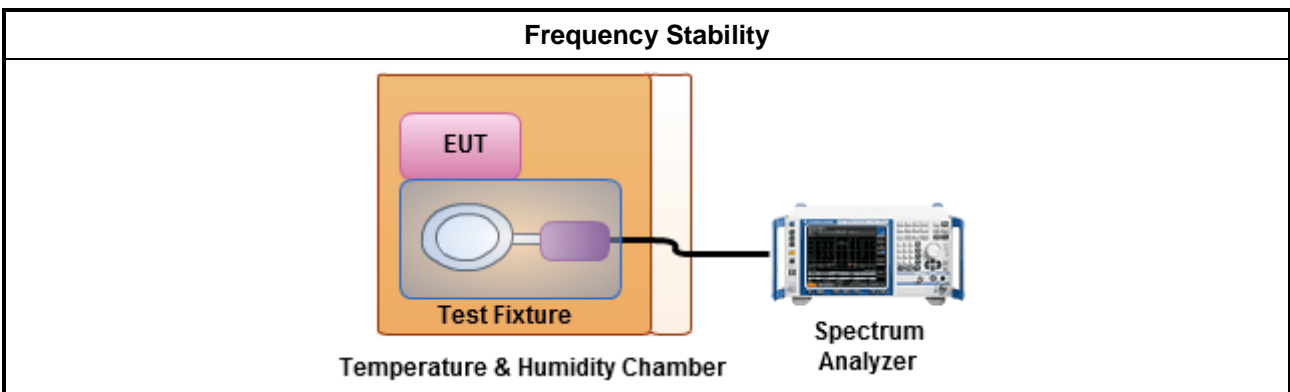 Frequency Stability
EUT
Test Fixture
Temperature & Humidity Chamber
Spectrum
Analyzer